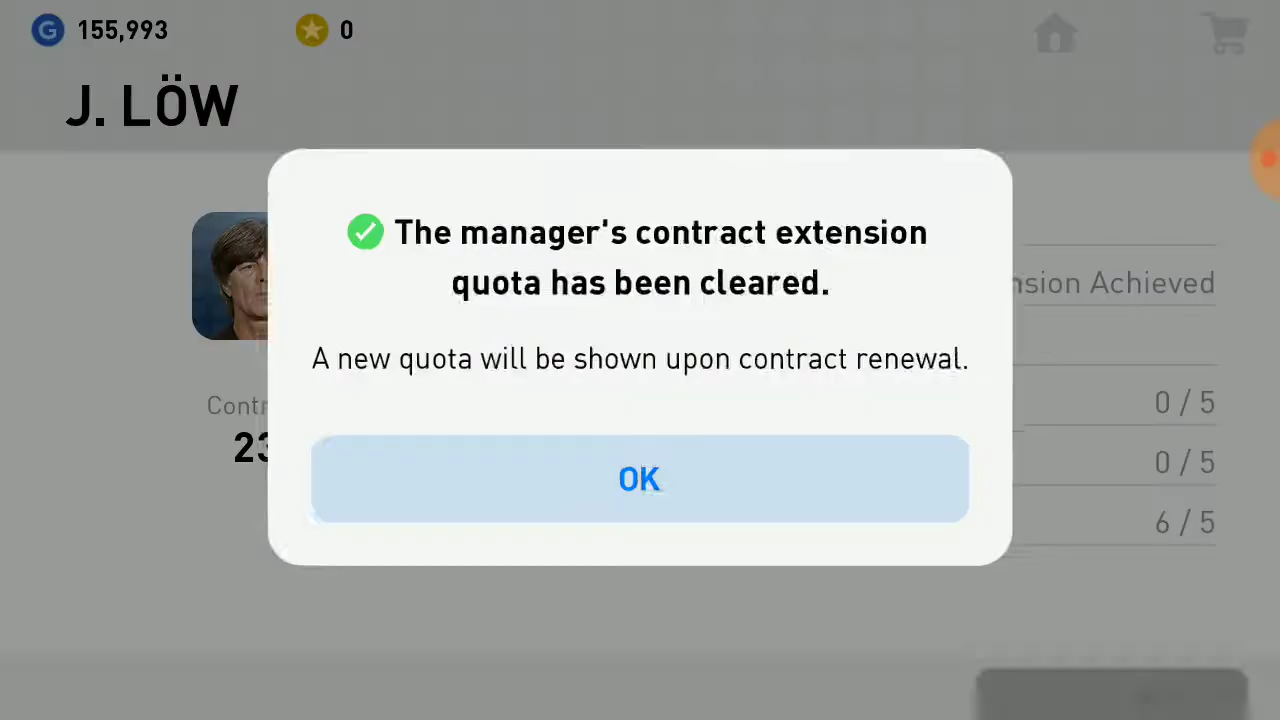 G 155,993 0
J. LÖW
The manager's contract extension
quota has been cleared.
nsion Achieved
A new quota will be shown upon contract renewal.
Contr
0 / 5
23
0 / 5
OK
6 / 5